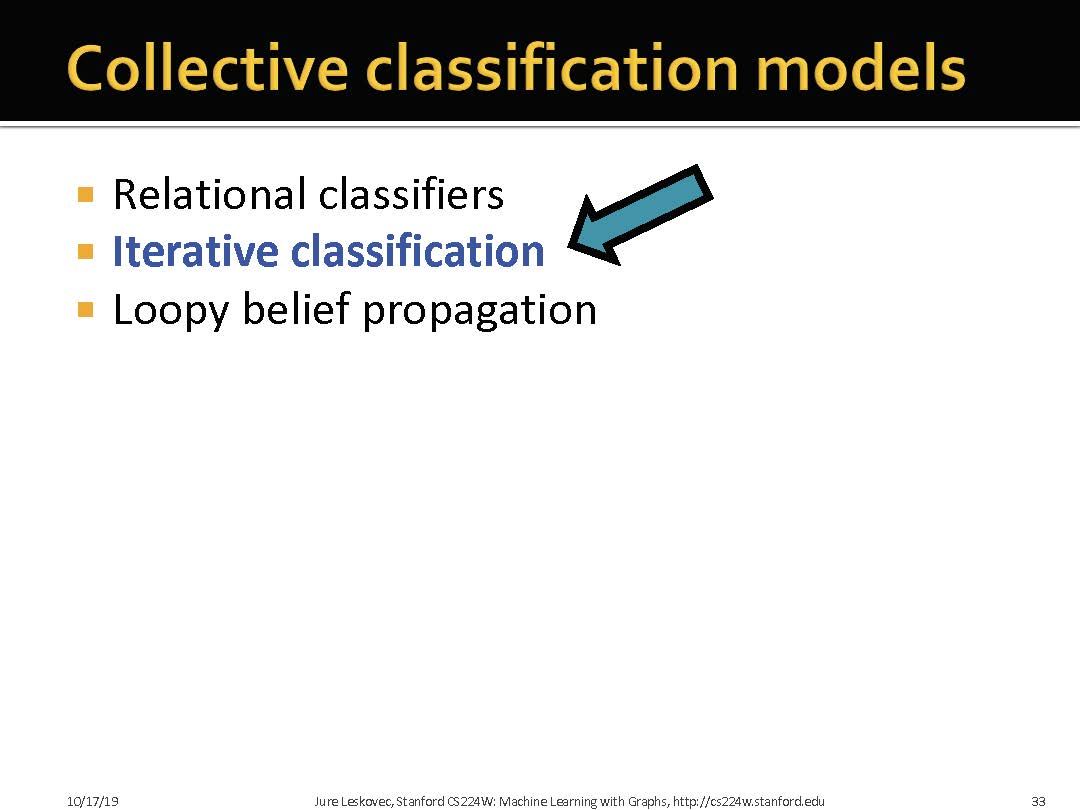 Collective classification models
Relational classifiers
Iterative classification
Loopy belief propagation
10/17/19
Jure Leskovec, Stanford CS224W: Machine Learning with Graphs, http://cs224w.stanford.edu
33